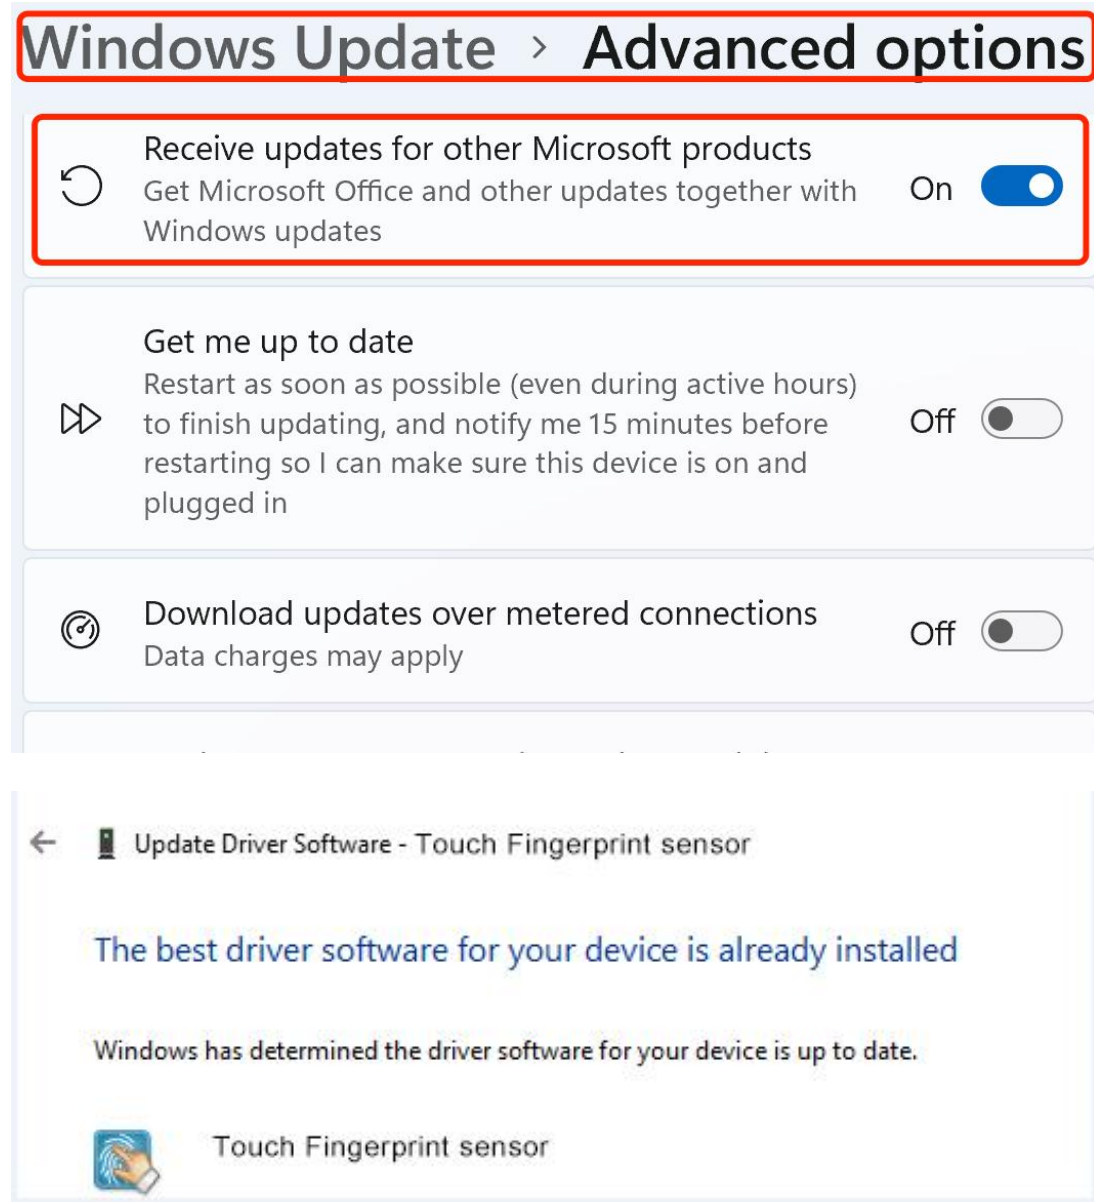 Windows Update > Advanced options
Receive updates for other Microsoft products
Get Microsoft Office and other updates together with
Windows updates
On
Get me up to date
Restart as soon as possible (even during active hours)
to finish updating, and notify me 15 minutes before
restarting so I can make sure this device is on and
plugged in
Off
Download updates over metered connections
Data charges may apply
Off
Update Driver Software - Touch Fingerprint sensor
The best driver software for your device is already installed
Windows has determined the driver software for your device is up to date.
Touch Fingerprint sensor